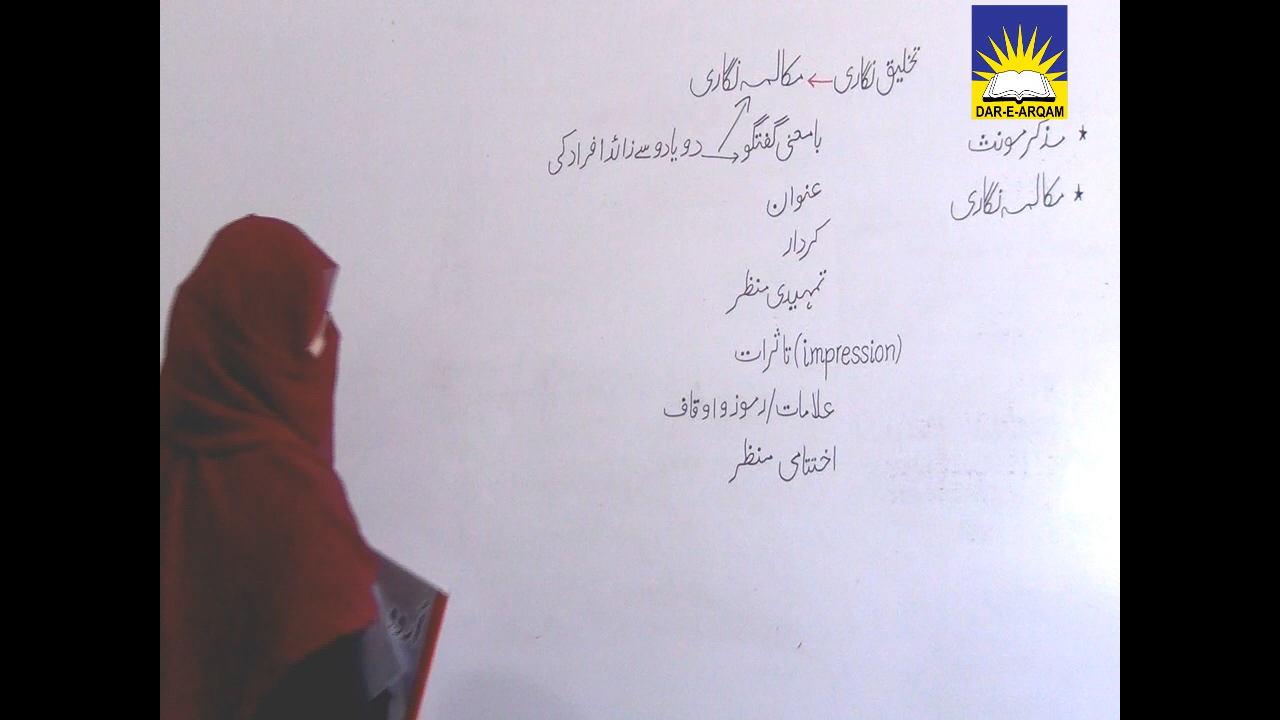 تخلیق نگاری ← مکالمہ نگاری
بامعنی گفتگو → دو یا دو سے زائد افراد کی
عنوان
کردار
تمہیدی منظر
(impression) تاثرات
علامات/رموز و اوقاف
اختتامی منظر
DAR-E-ARQAM
* مذکر مونث
* مکالمہ نگاری
اردو